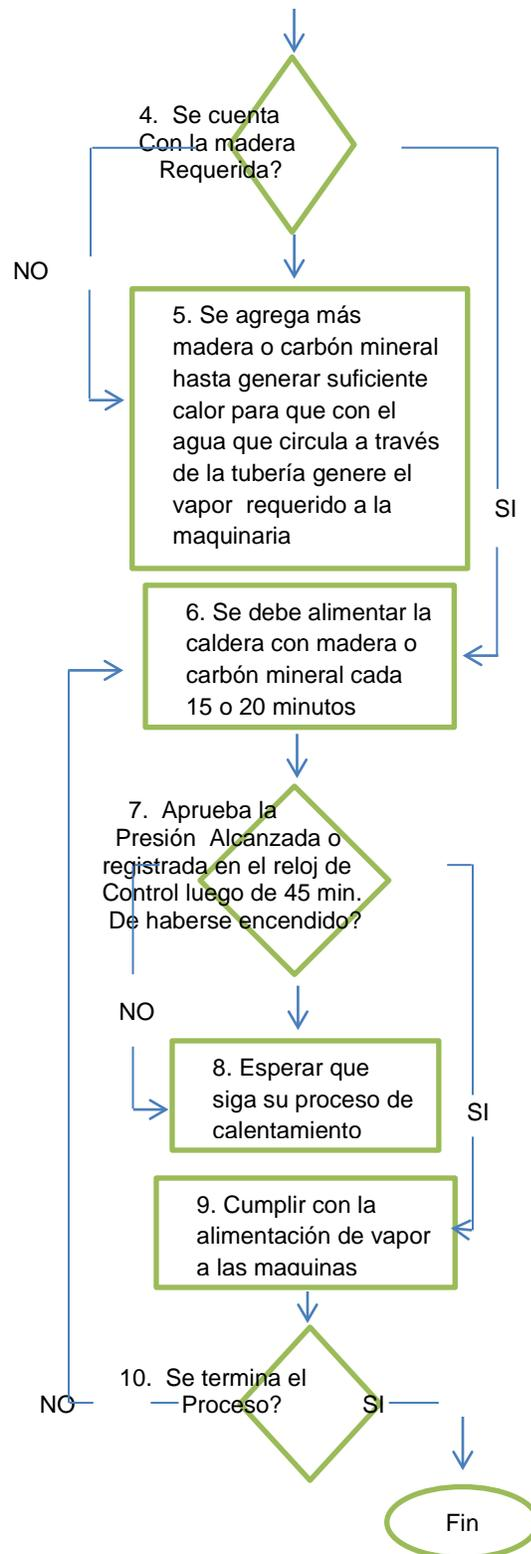 4. Se cuenta
Con la madera
Requerida?
NO
5. Se agrega más
madera o carbón mineral
hasta generar suficiente
calor para que con el
agua que circula a través
de la tubería genere el
vapor requerido a la
maquinaria
SI
6. Se debe alimentar la
caldera con madera o
carbón mineral cada
15 o 20 minutos
7. Aprueba la
Presión Alcanzada o
registrada en el reloj de
Control luego de 45 min.
De haberse encendido?
NO
8. Esperar que
siga su proceso de
calentamiento
SI
9. Cumplir con la
alimentación de vapor
a las maquinas
10. Se termina el
Proceso?
NO
SI
Fin